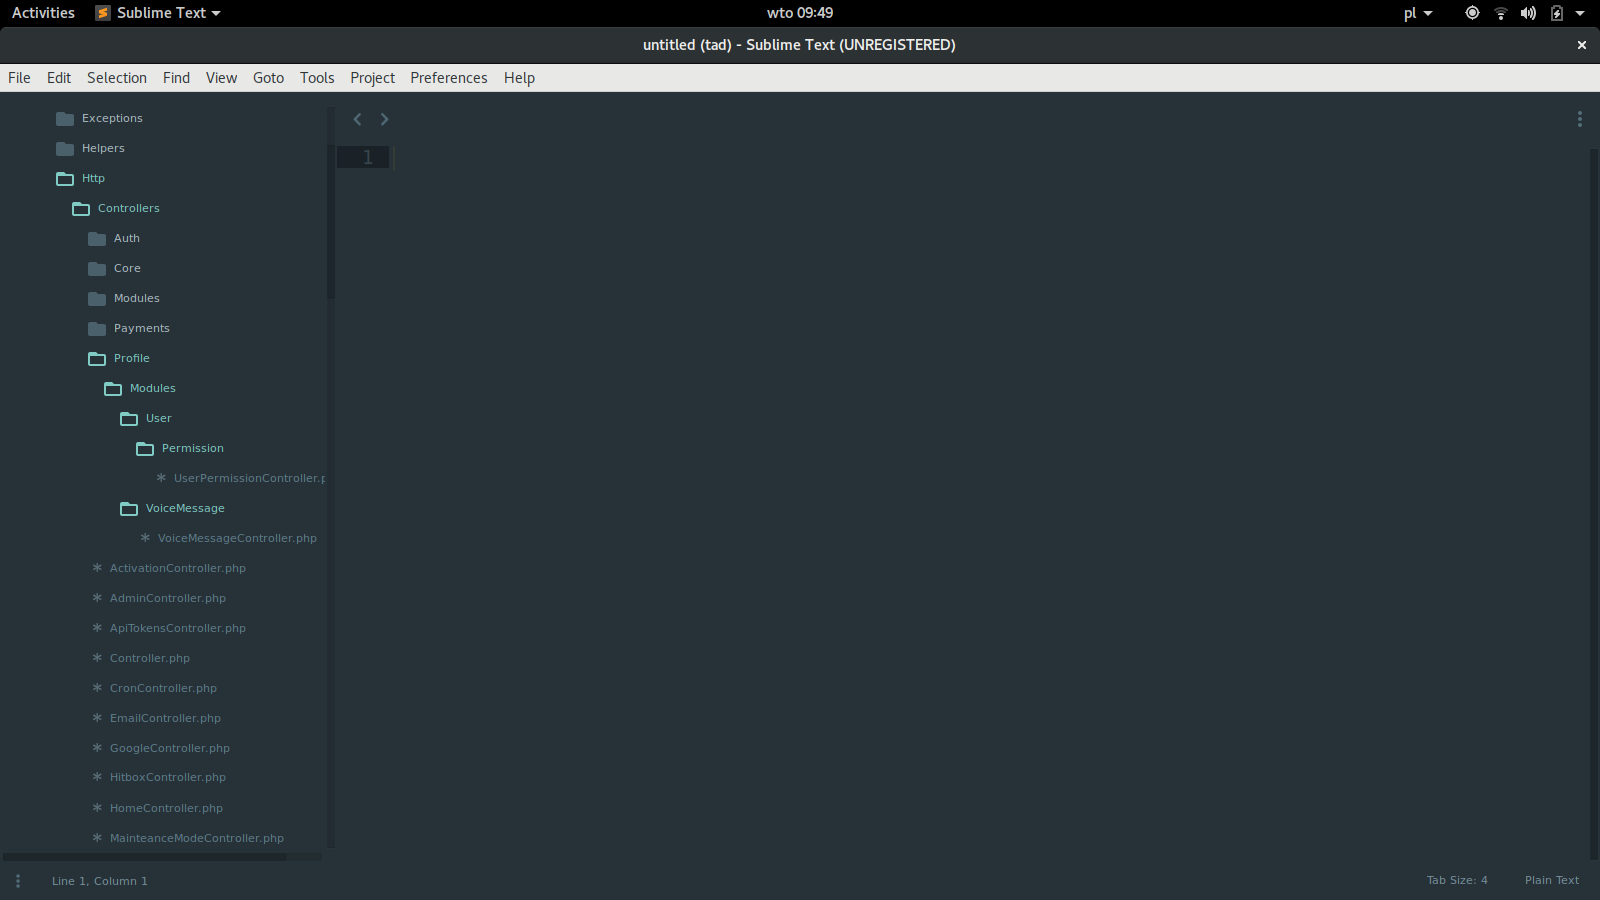 Activities Sublime Text wto 09:49 pl
untitled (tad) - Sublime Text (UNREGISTERED)
File Edit Selection Find View Goto Tools Project Preferences Help
Exceptions
Helpers
Http
Controllers
Auth
Core
Modules
Payments
Profile
Modules
User
Permission
UserPermissionController.p
VoiceMessage
VoiceMessageController.php
ActivationController.php
AdminController.php
ApiTokensController.php
Controller.php
CronController.php
EmailController.php
GoogleController.php
HitboxController.php
HomeController.php
MainteanceModeController.php
1
Line 1, Column 1 Tab Size: 4 Plain Text